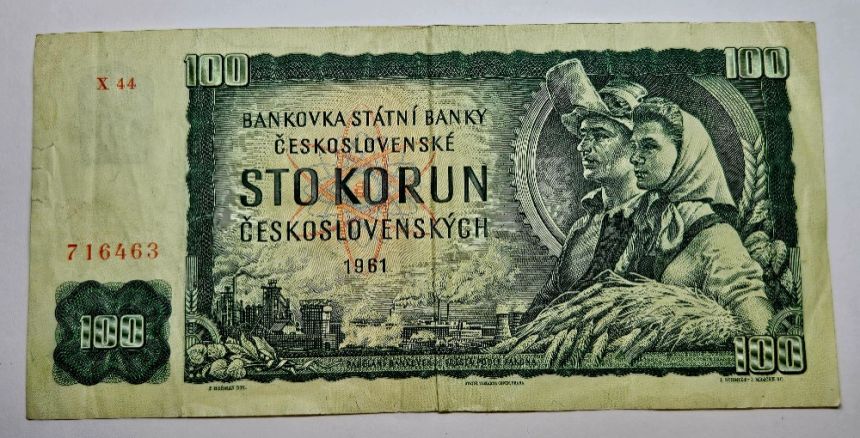 X 44
100
100
BANKOVKA STÁTNÍ BANKY
ČESKOSLOVENSKÉ
STO KORUN
ČESKOSLOVENSKÝCH
1961
716463
100
100